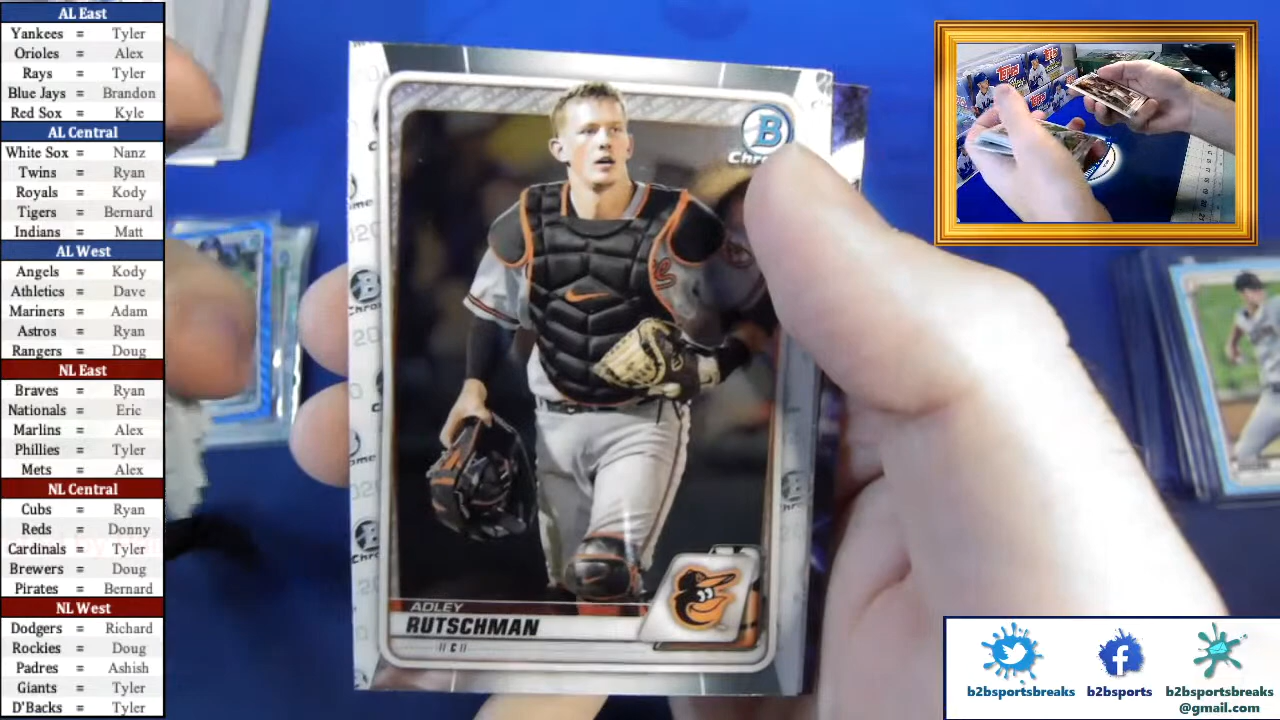 AL East
Yankees = Tyler
Orioles = Alex
Rays = Tyler
Blue Jays = Brandon
Red Sox = Kyle
AL Central
White Sox = Nanz
Twins = Ryan
Royals = Kody
Tigers = Bernard
Indians = Matt
AL West
Angels = Kody
Athletics = Dave
Mariners = Adam
Astros = Ryan
Rangers = Doug
NL East
Braves = Ryan
Nationals = Eric
Marlins = Alex
Phillies = Tyler
Mets = Alex
NL Central
Cubs = Ryan
Reds = Donny
Cardinals = Tyler
Brewers = Doug
Pirates = Bernard
NL West
Dodgers = Richard
Rockies = Doug
Padres = Ashish
Giants = Tyler
D'Backs = Tyler
B
ADLEY
RUTSCHMAN
C
Topps
b2bsportsbreaks
b2bsports
b2bsportsbreaks
@gmail.com